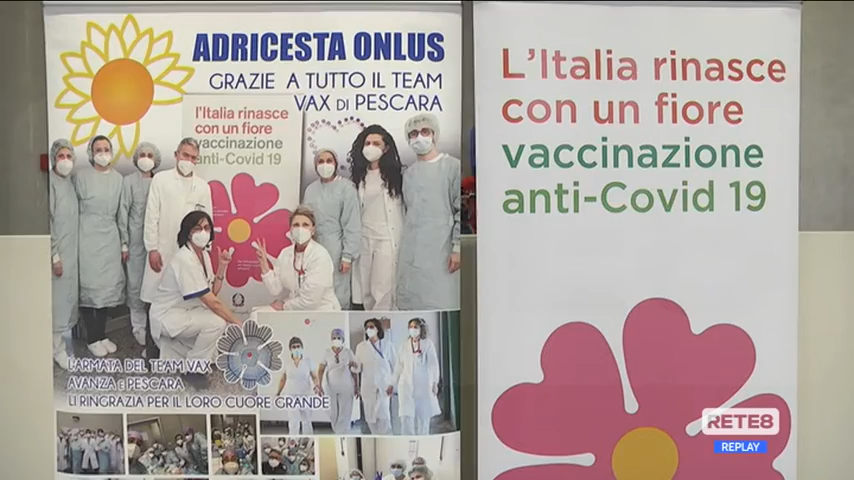 ADRICESTA ONLUS
GRAZIE A TUTTO IL TEAM
VAX DI PESCARA
l'Italia rinasce
con un fiore
vaccinazione
anti-Covid 19
L'ARMATA DEL TEAM VAX
AVANZA E PESCARA
LI RINGRAZIA PER IL LORO CUORE GRANDE
L'Italia rinasce
con un fiore
vaccinazione
anti-Covid 19
RETE8
REPLAY